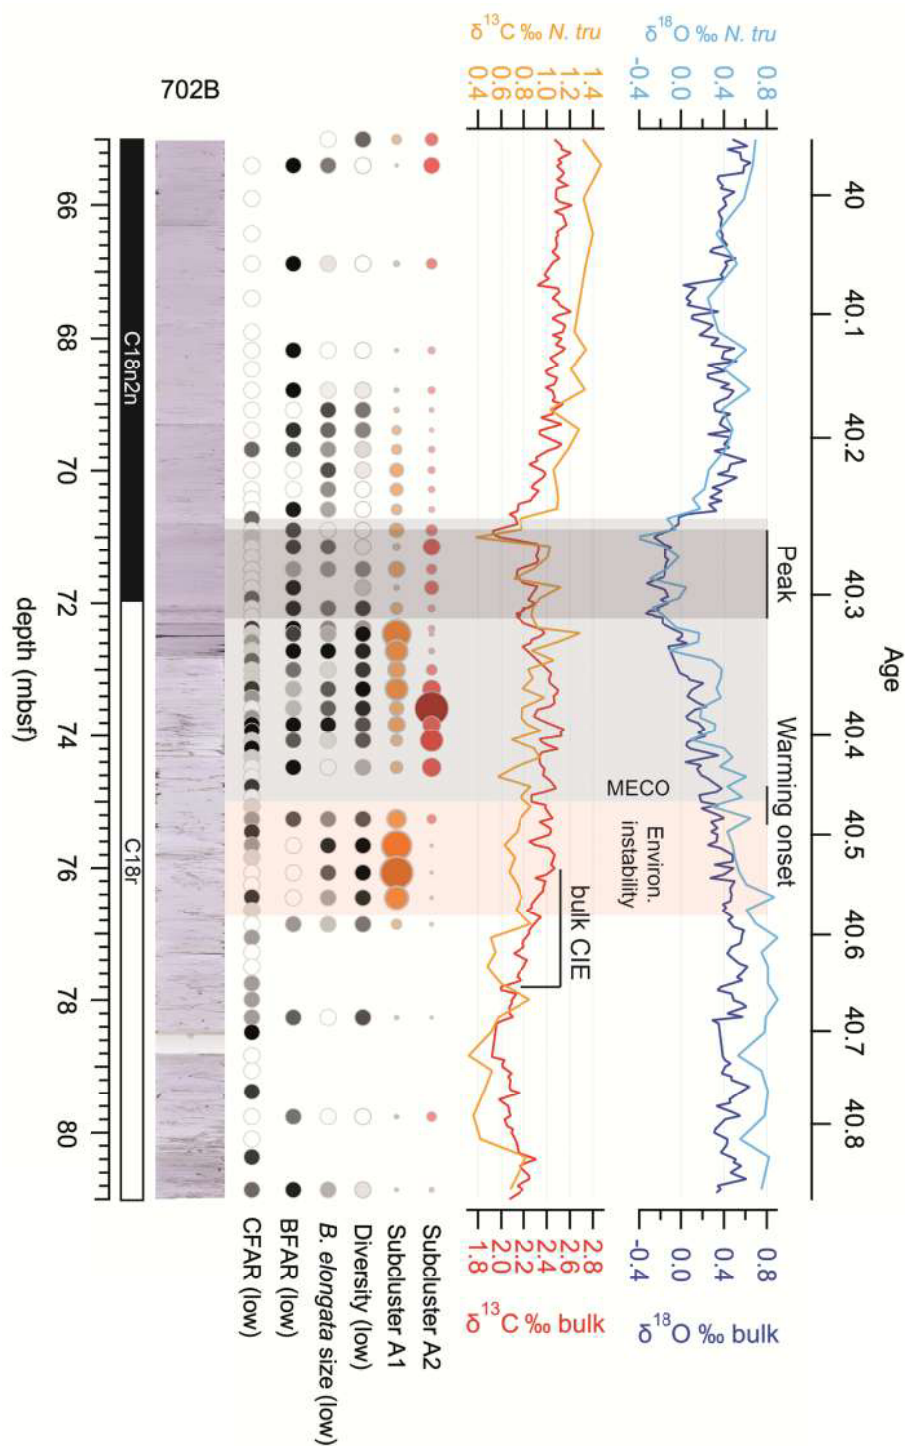 δ13C ‰ N. tru
δ18O ‰ N. tru
0.4
0.6
0.8
1.0
1.2
1.4
-0.4
0.0
0.4
0.8
702B
Age
40
40.1
40.2
40.3
40.4
40.5
40.6
40.7
40.8
Peak
Warming onset
MECO
Environ.
instability
bulk CIE
C18n2n
C18r
66
68
70
72
74
76
78
80
depth (mbsf)
CFAR (low)
BFAR (low)
B. elongata size (low)
Diversity (low)
Subcluster A1
Subcluster A2
1.8
2.0
2.2
2.4
2.6
2.8
-0.4
0.0
0.4
0.8
δ13C ‰ bulk
δ18O ‰ bulk